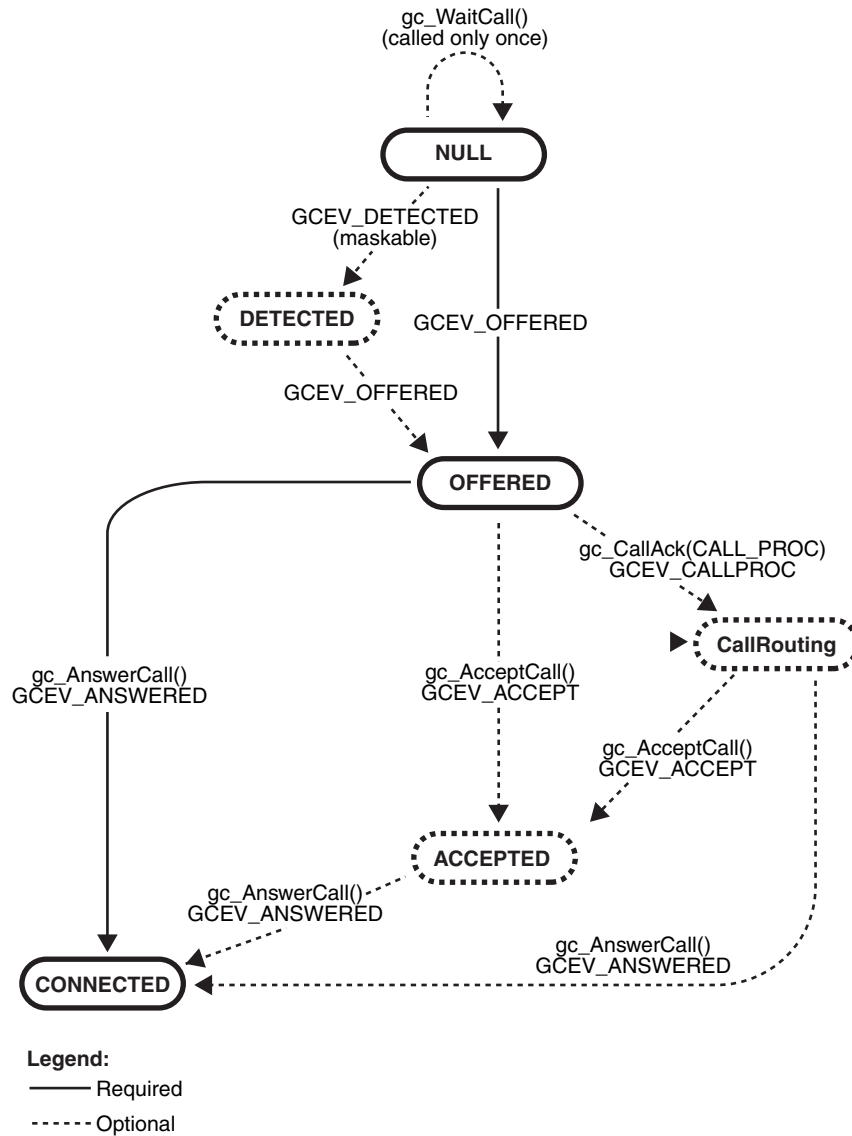 gc_WaitCall()
(called only once)
NULL
GCEV_DETECTED
(maskable)
DETECTED
GCEV_OFFERED
GCEV_OFFERED
OFFERED
gc_CallAck(CALL_PROC)
GCEV_CALLPROC
CallRouting
gc_AnswerCall()
GCEV_ANSWERED
gc_AcceptCall()
GCEV_ACCEPT
gc_AcceptCall()
GCEV_ACCEPT
ACCEPTED
gc_AnswerCall()
GCEV_ANSWERED
gc_AnswerCall()
GCEV_ANSWERED
CONNECTED
Legend:
Required
Optional